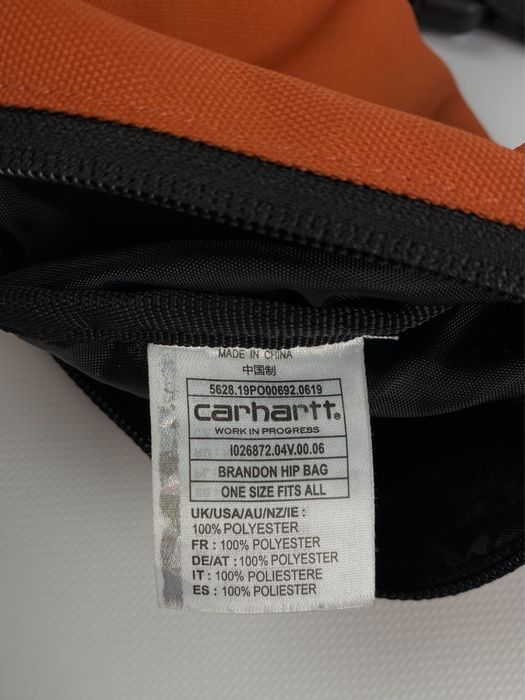 MADE IN CHINA
中国制
5628.19PO00692.0619
carhartt.
WORK IN PROGRESS
I026872.04V.00.06
BRANDON HIP BAG
ONE SIZE FITS ALL
UK/USA/AU/NZ/IE :
100% POLYESTER
FR : 100% POLYESTER
DE/AT : 100% POLYESTER
IT : 100% POLIESTERE
ES : 100% POLIESTER